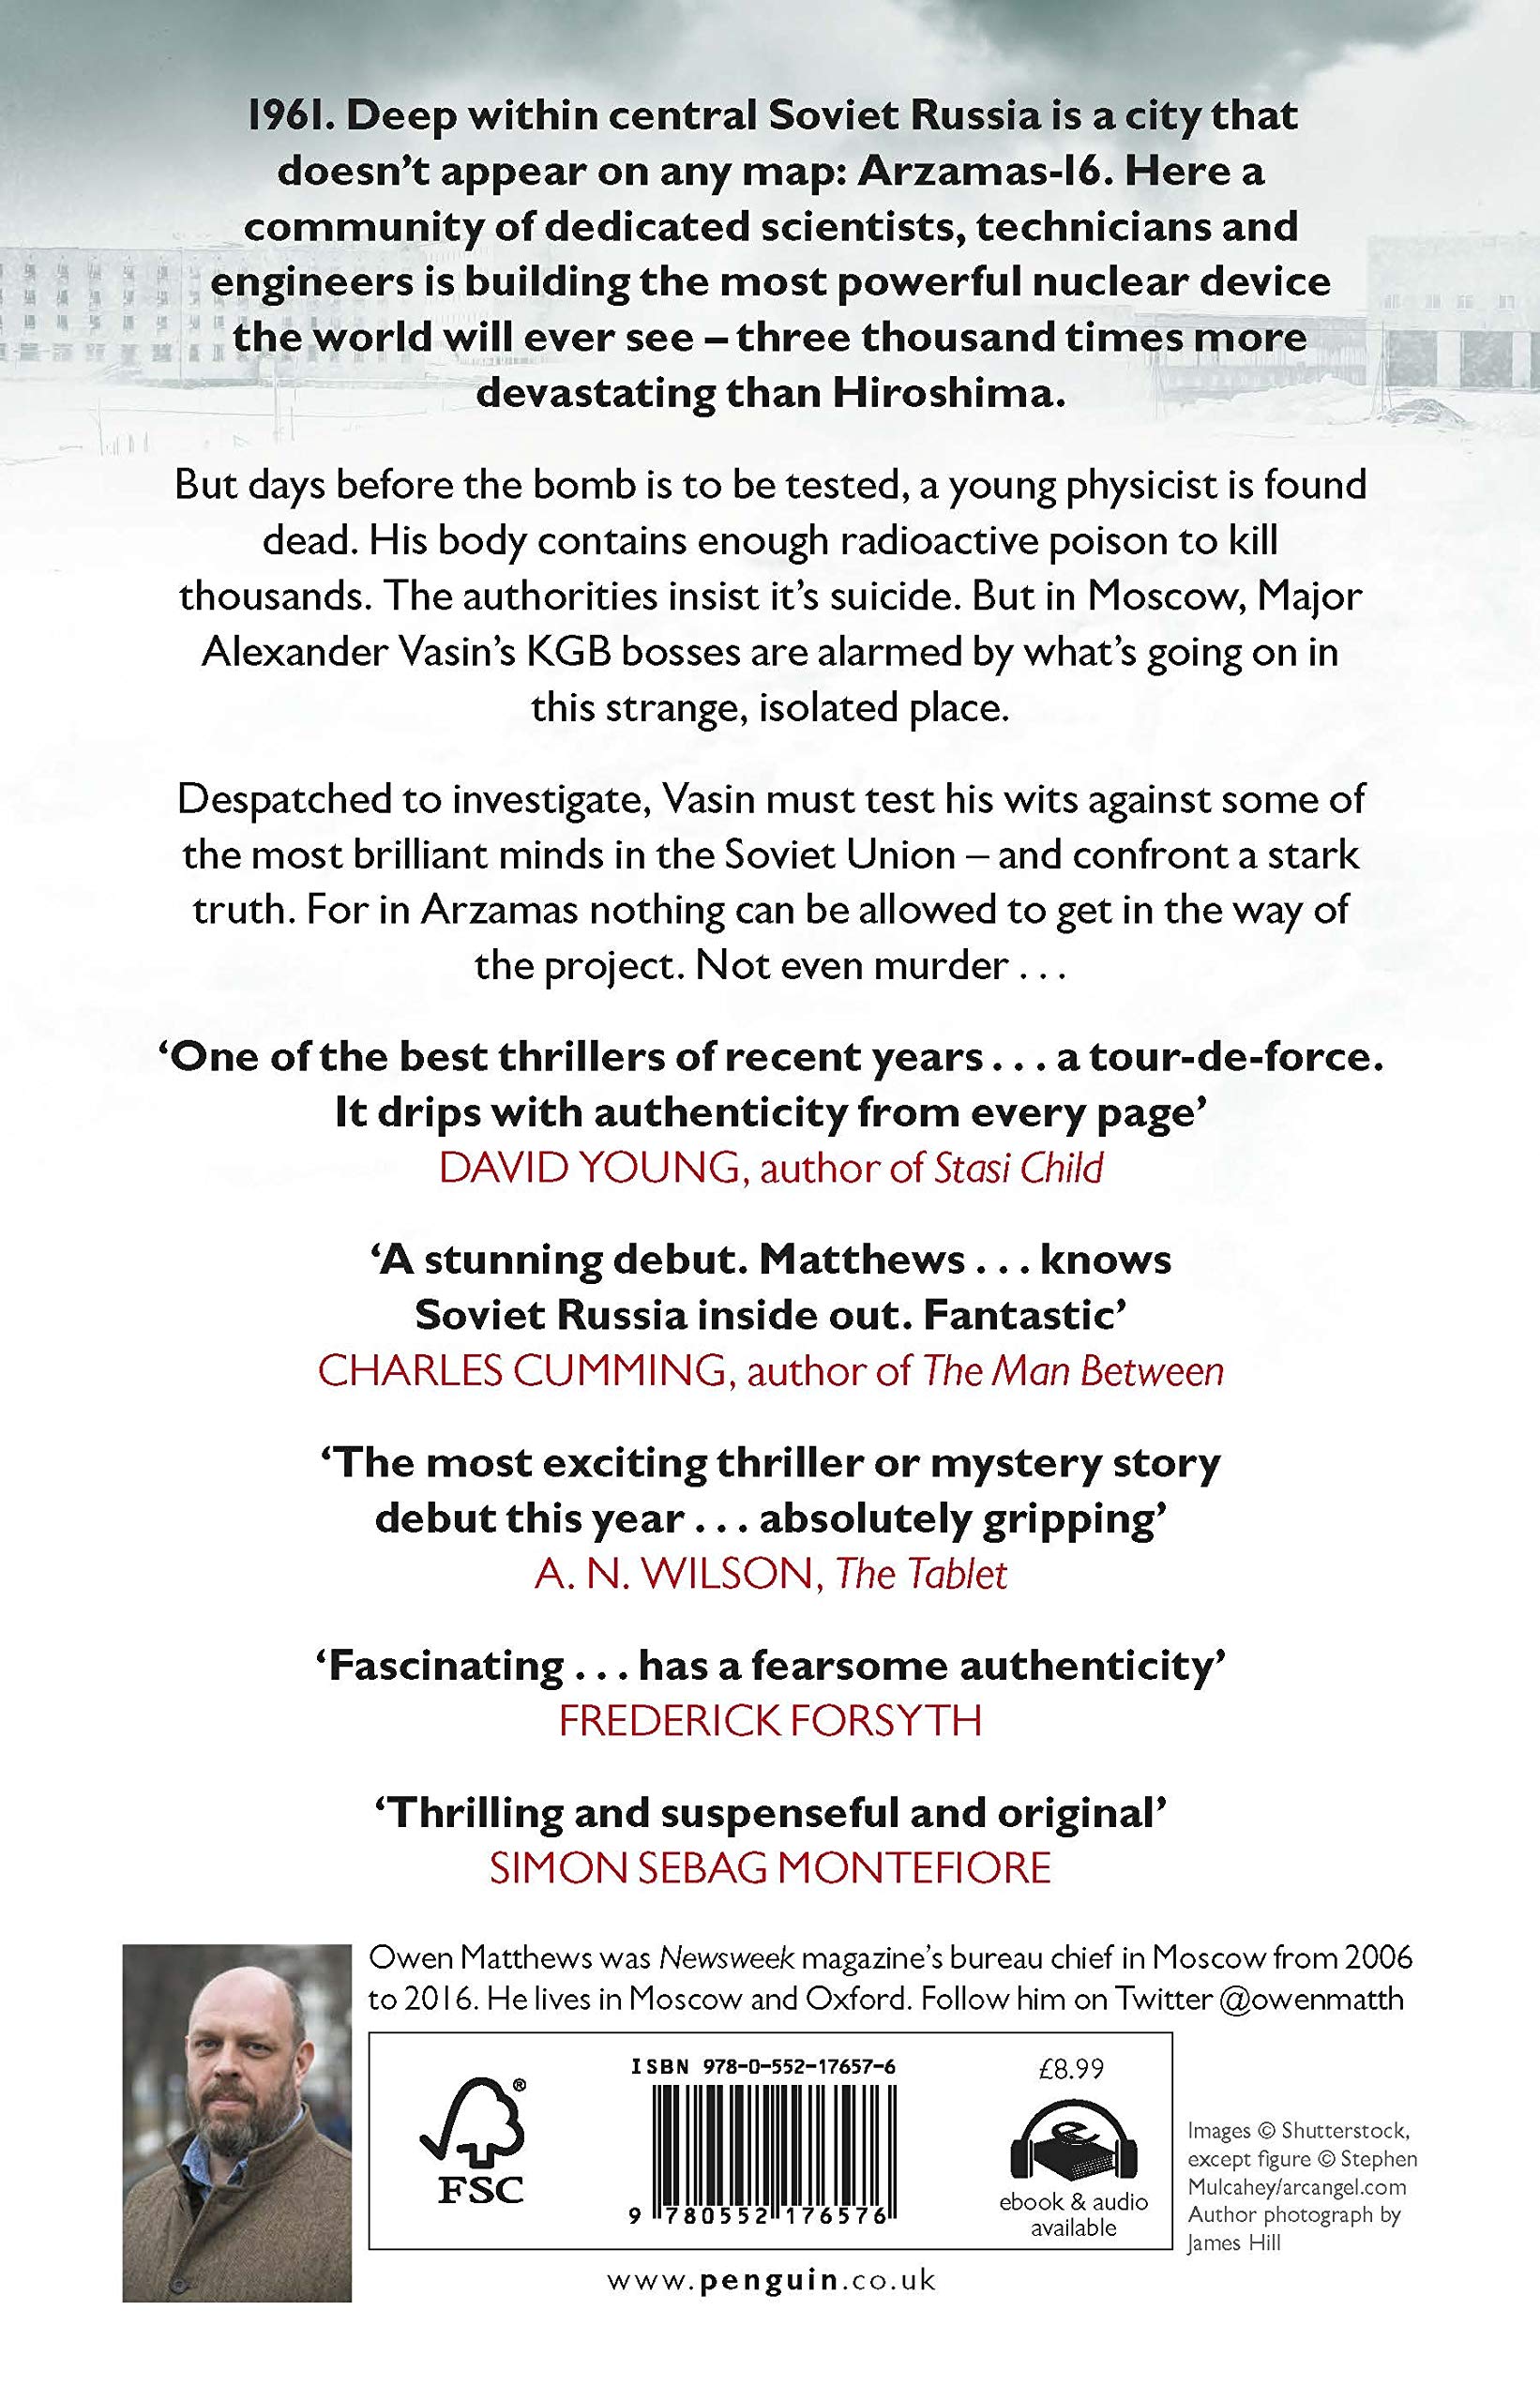 1961. Deep within central Soviet Russia is a city that
doesn’t appear on any map: Arzamas-16. Here a
community of dedicated scientists, technicians and
engineers is building the most powerful nuclear device
the world will ever see – three thousand times more
devastating than Hiroshima.
But days before the bomb is to be tested, a young physicist is found
dead. His body contains enough radioactive poison to kill
thousands. The authorities insist it’s suicide. But in Moscow, Major
Alexander Vasin’s KGB bosses are alarmed by what’s going on in
this strange, isolated place.
Despatched to investigate, Vasin must test his wits against some of
the most brilliant minds in the Soviet Union – and confront a stark
truth. For in Arzamas nothing can be allowed to get in the way of
the project. Not even murder . . .
‘One of the best thrillers of recent years . . . a tour-de-force.
It drips with authenticity from every page’
DAVID YOUNG, author of Stasi Child
‘A stunning debut. Matthews . . . knows
Soviet Russia inside out. Fantastic’
CHARLES CUMMING, author of The Man Between
‘The most exciting thriller or mystery story
debut this year . . . absolutely gripping’
A. N. WILSON, The Tablet
‘Fascinating . . . has a fearsome authenticity’
FREDERICK FORSYTH
‘Thrilling and suspenseful and original’
SIMON SEBAG MONTEFIORE
Owen Matthews was Newsweek magazine’s bureau chief in Moscow from 2006
to 2016. He lives in Moscow and Oxford. Follow him on Twitter @owenmatth
®
FSC
ISBN 978-0-552-17657-6
9 780552 176576
£8.99
e
ebook & audio
available
Images © Shutterstock,
except figure © Stephen
Mulcahey/arcangel.com
Author photograph by
James Hill
www.penguin.co.uk